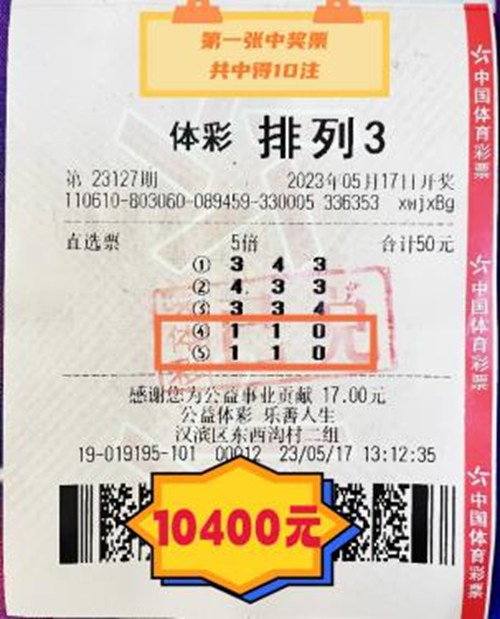 第一张中奖票
共中得10注
体彩 排列3
第 23127期 2023年05月17日开奖
110610-803060-089459-330005 336353 xwjxBg
直选票 5倍 合计50元
① 3 4 3
② 4 3 3
③ 3 3 4
④ 1 1 0
⑤ 1 1 0
感谢您为公益事业贡献 17.00元
公益体彩 乐善人生
汉滨区东西沟村二组
19-019195-101 00012 23/05/17 13:12:35
10400元
中国体育彩票
中国体育彩票
中国体育彩票